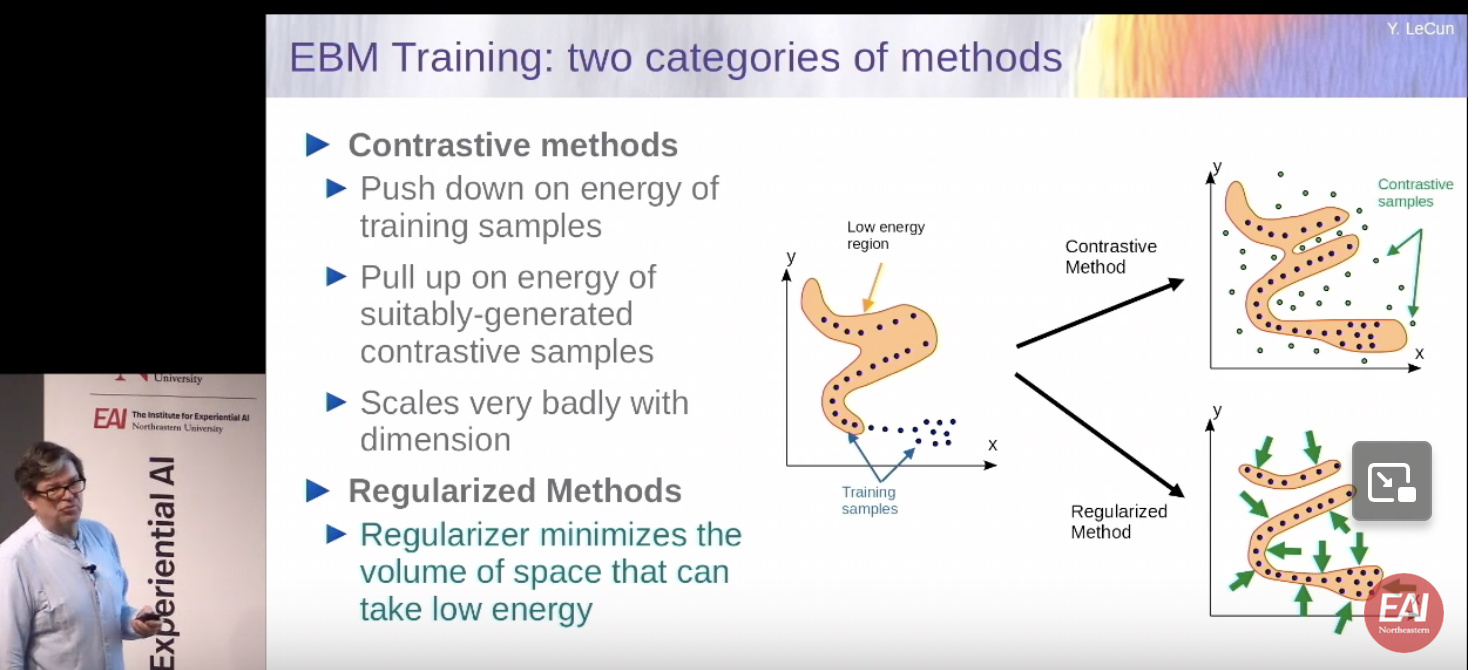 Y. LeCun
EBM Training: two categories of methods
Contrastive methods
Push down on energy of
training samples
Pull up on energy of
suitably-generated
contrastive samples
Scales very badly with
dimension
Regularized Methods
Regularizer minimizes the
volume of space that can
take low energy
Low energy
region
y
x
Training
samples
Contrastive
Method
Regularized
Method
y
Contrastive
samples
x
y
University
EAI The Institute for Experiential AI
Northeastern University
Experiential AI
EAI
Northeastern